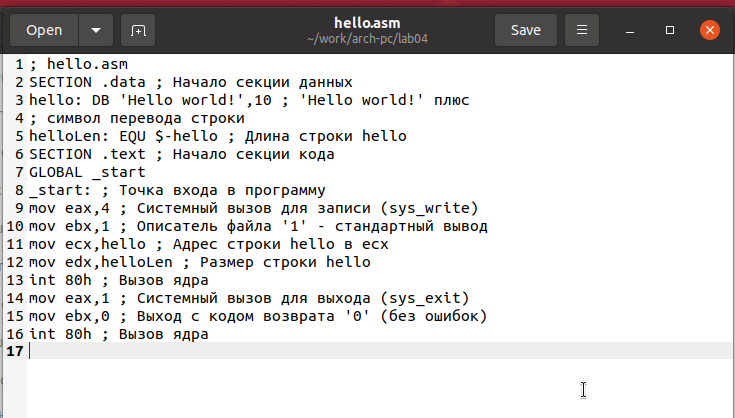 Open
hello.asm
~/work/arch-pc/lab04
Save
1 ; hello.asm
2 SECTION .data ; Начало секции данных
3 hello: DB 'Hello world!',10 ; 'Hello world!' плюс
4 ; символ перевода строки
5 helloLen: EQU $-hello ; Длина строки hello
6 SECTION .text ; Начало секции кода
7 GLOBAL _start
8 _start: ; Точка входа в программу
9 mov eax,4 ; Системный вызов для записи (sys_write)
10 mov ebx,1 ; Описатель файла '1' - стандартный вывод
11 mov ecx,hello ; Адрес строки hello в ecx
12 mov edx,helloLen ; Размер строки hello
13 int 80h ; Вызов ядра
14 mov eax,1 ; Системный вызов для выхода (sys_exit)
15 mov ebx,0 ; Выход с кодом возврата '0' (без ошибок)
16 int 80h ; Вызов ядра
17